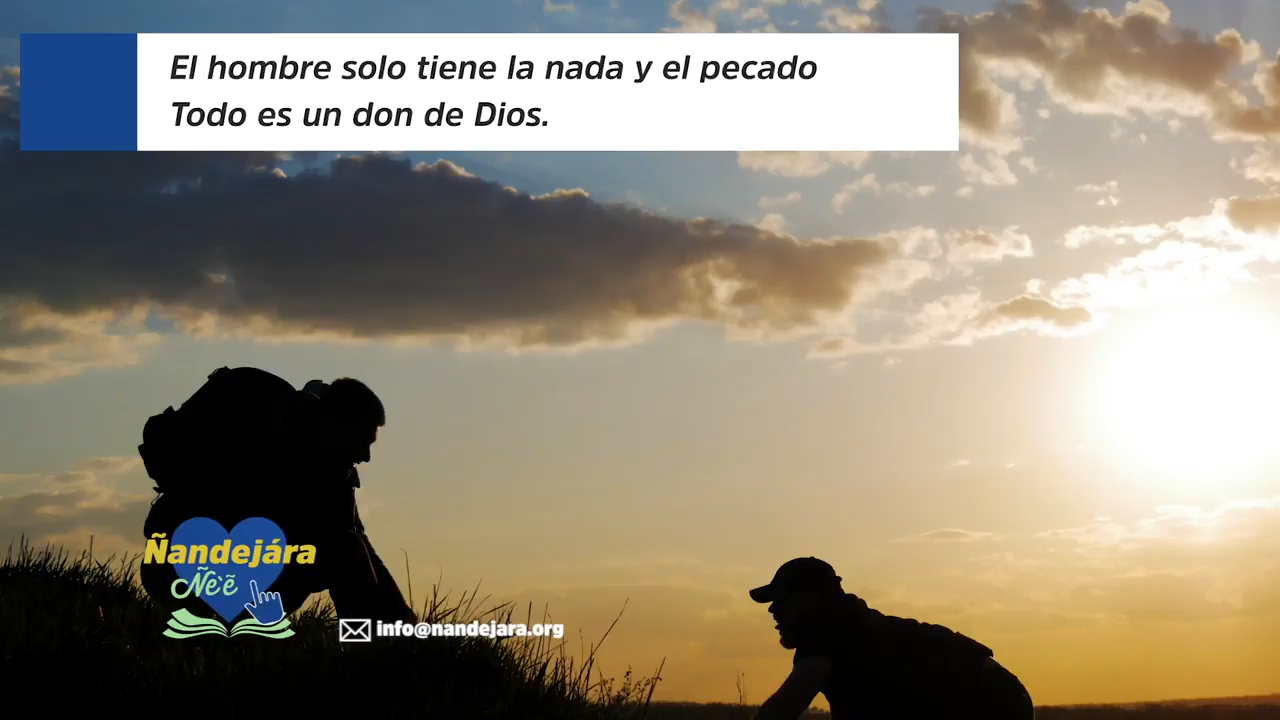 El hombre solo tiene la nada y el pecado
Todo es un don de Dios.
Ñandejára
Ñe'ẽ
info@nandejara.org